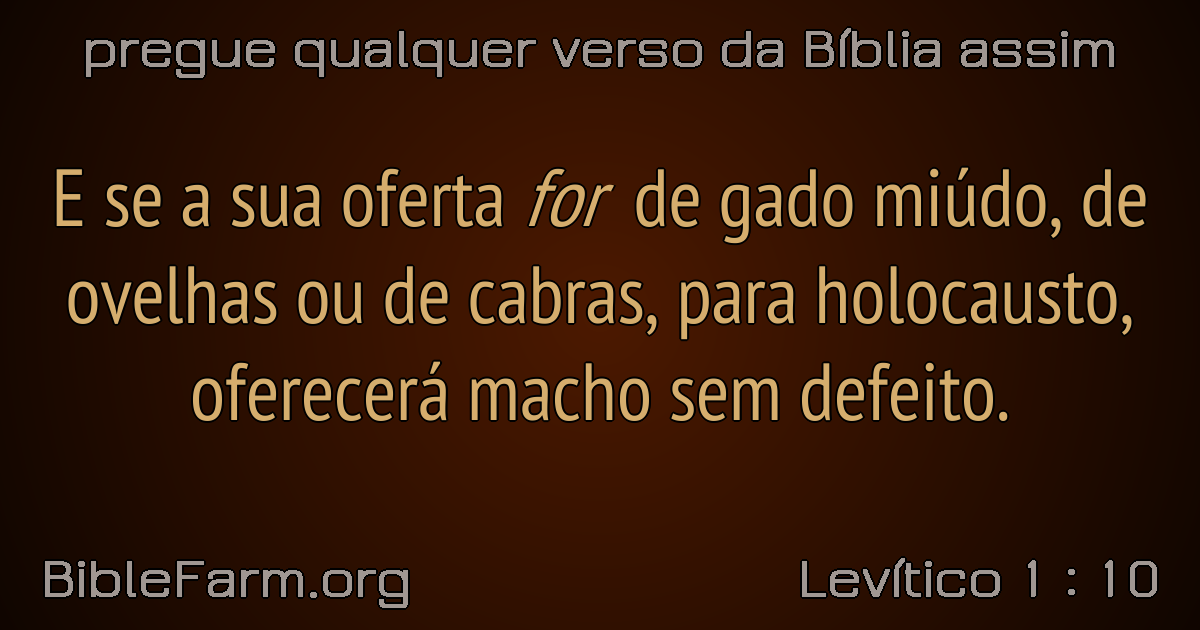 pregue qualquer verso da Bíblia assim
E se a sua oferta for de gado miúdo, de
ovelhas ou de cabras, para holocausto,
oferecerá macho sem defeito.
BibleFarm.org
Levítico 1 : 10